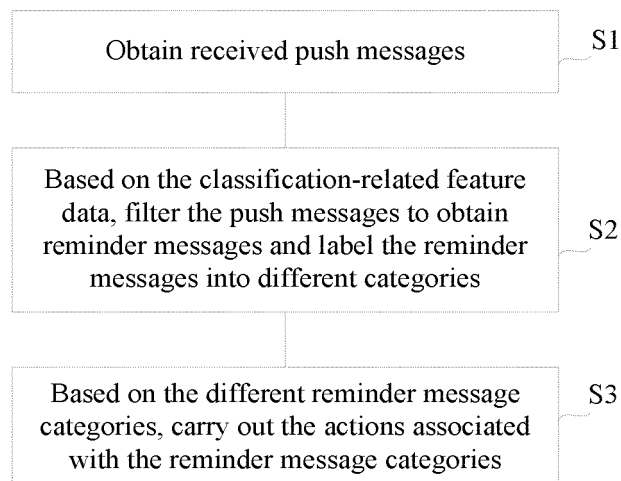 Obtain received push messages
S1
Based on the classification-related feature
data, filter the push messages to obtain
reminder messages and label the reminder
messages into different categories
S2
Based on the different reminder message
categories, carry out the actions associated
with the reminder message categories
S3